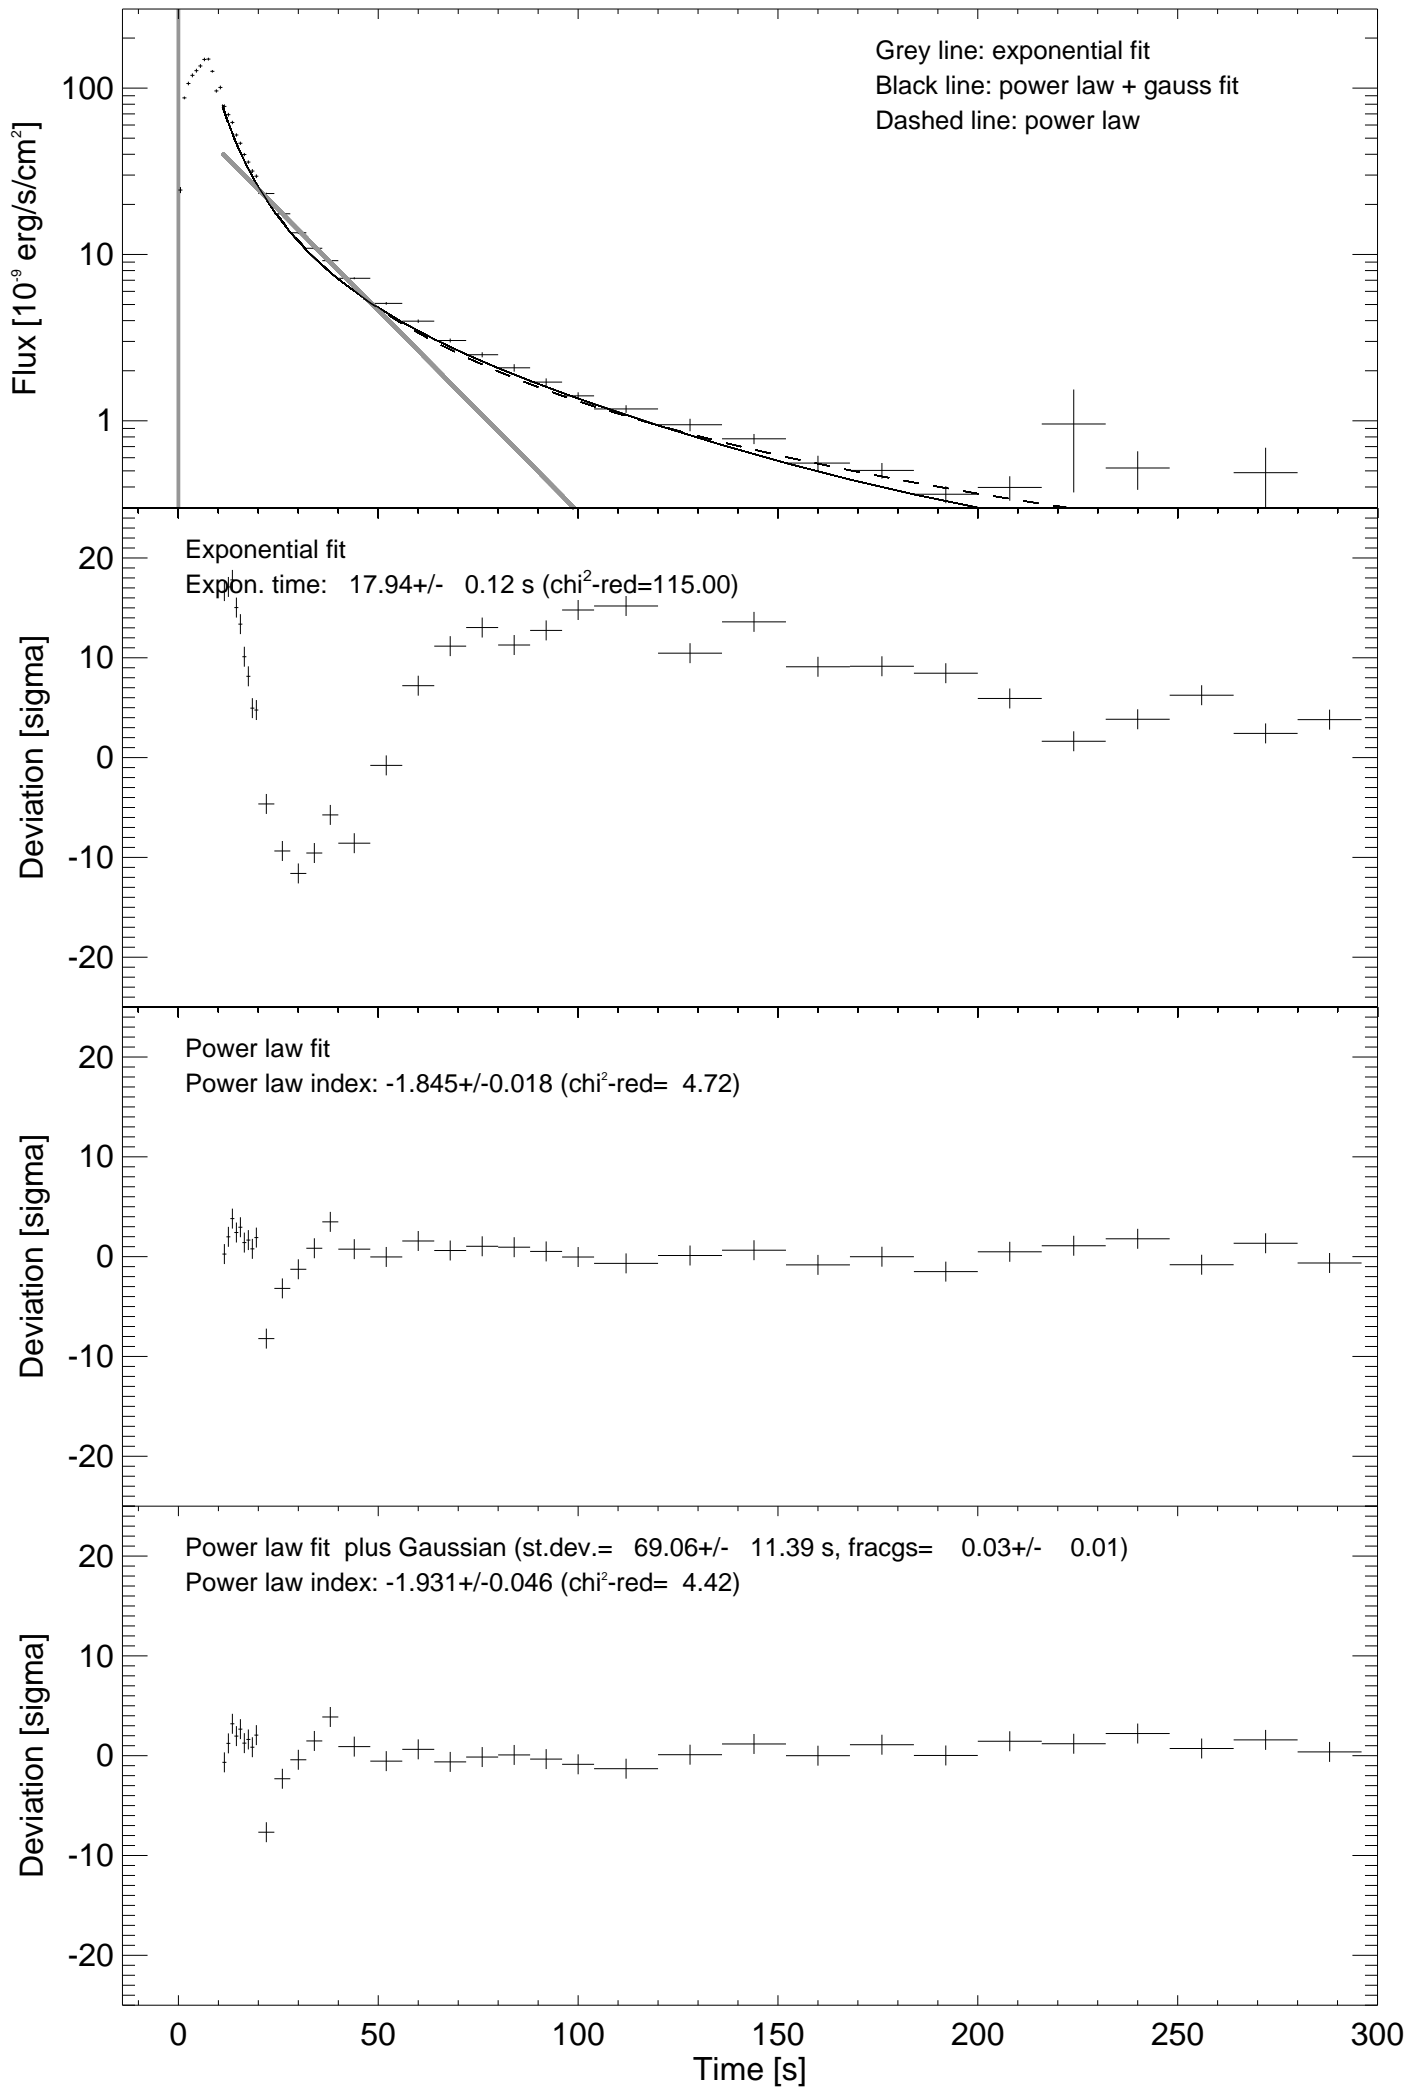 Grey line: exponential fit
Black line: power law + gauss fit
Dashed line: power law
100
10
1
Flux [10⁻⁹ erg/s/cm²]
Exponential fit
Expon. time: 17.94+/- 0.12 s (chi²-red=115.00)
20
10
0
-10
-20
Deviation [sigma]
Power law fit
Power law index: -1.845+/-0.018 (chi²-red= 4.72)
20
10
0
-10
-20
Deviation [sigma]
Power law fit plus Gaussian (st.dev.= 69.06+/- 11.39 s, fracgs= 0.03+/- 0.01)
Power law index: -1.931+/-0.046 (chi²-red= 4.42)
20
10
0
-10
-20
Deviation [sigma]
0 50 100 150 200 250 300
Time [s]